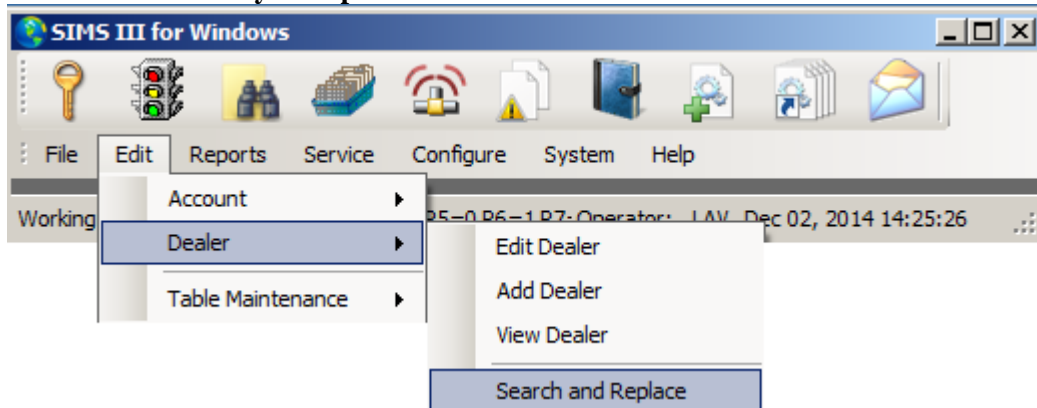 SIMS III for Windows
File Edit Reports Service Configure System Help
Account
Working Operator: LAV Dec 02, 2014 14:25:26
Dealer
Edit Dealer
Add Dealer
Table Maintenance
View Dealer
Search and Replace